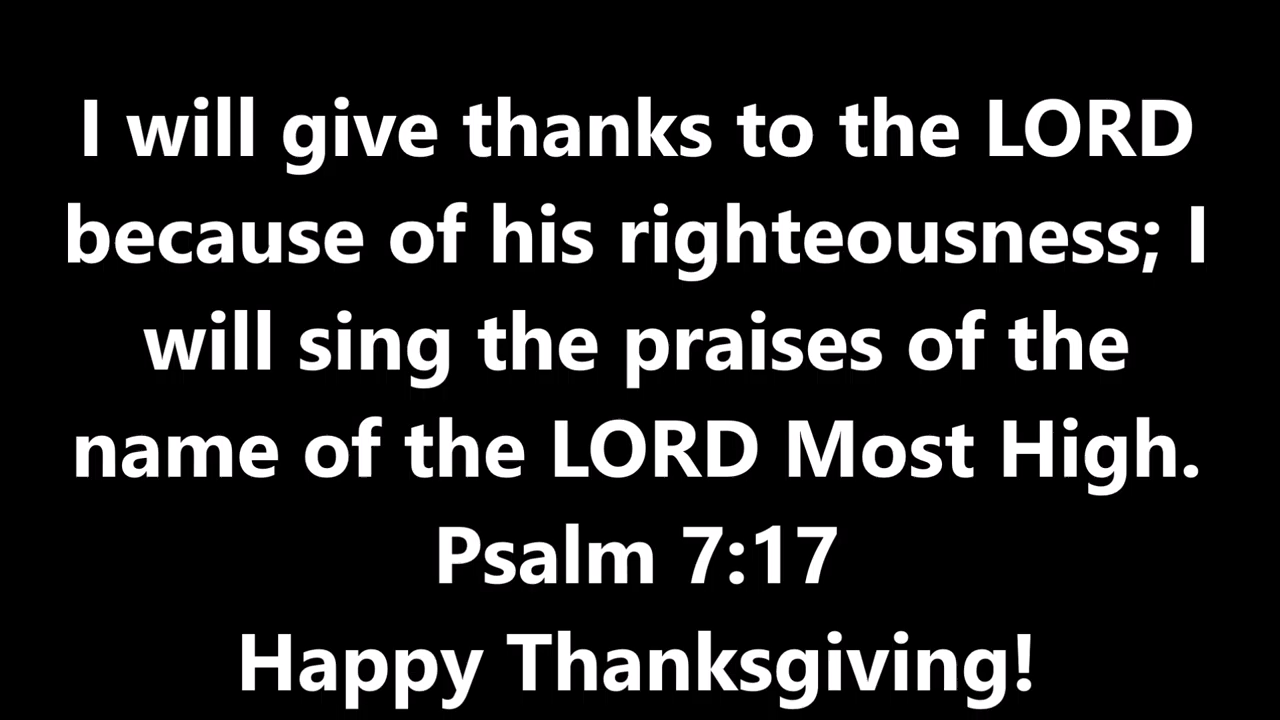 I will give thanks to the LORD
because of his righteousness; I
will sing the praises of the
name of the LORD Most High.
Psalm 7:17
Happy Thanksgiving!